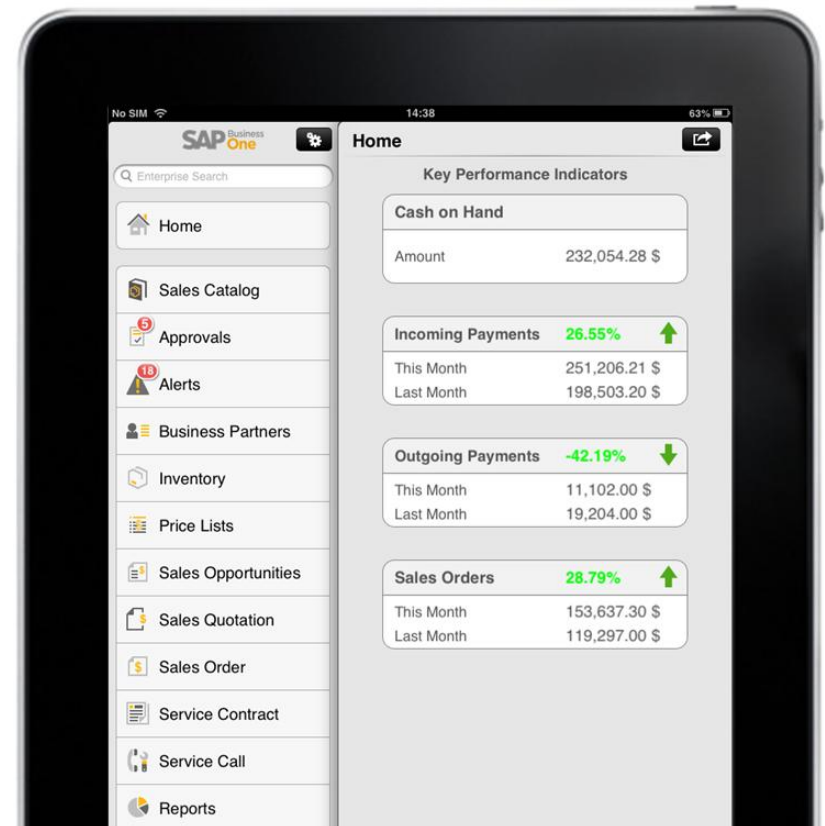 No SIM 14:38 63%
SAP Business One
Home
Enterprise Search
Home
Sales Catalog
5
Approvals
18
Alerts
Business Partners
Inventory
Price Lists
Sales Opportunities
Sales Quotation
Sales Order
Service Contract
Service Call
Reports
Key Performance Indicators
Cash on Hand
Amount 232,054.28 $
Incoming Payments 26.55%
This Month 251,206.21 $
Last Month 198,503.20 $
Outgoing Payments -42.19%
This Month 11,102.00 $
Last Month 19,204.00 $
Sales Orders 28.79%
This Month 153,637.30 $
Last Month 119,297.00 $